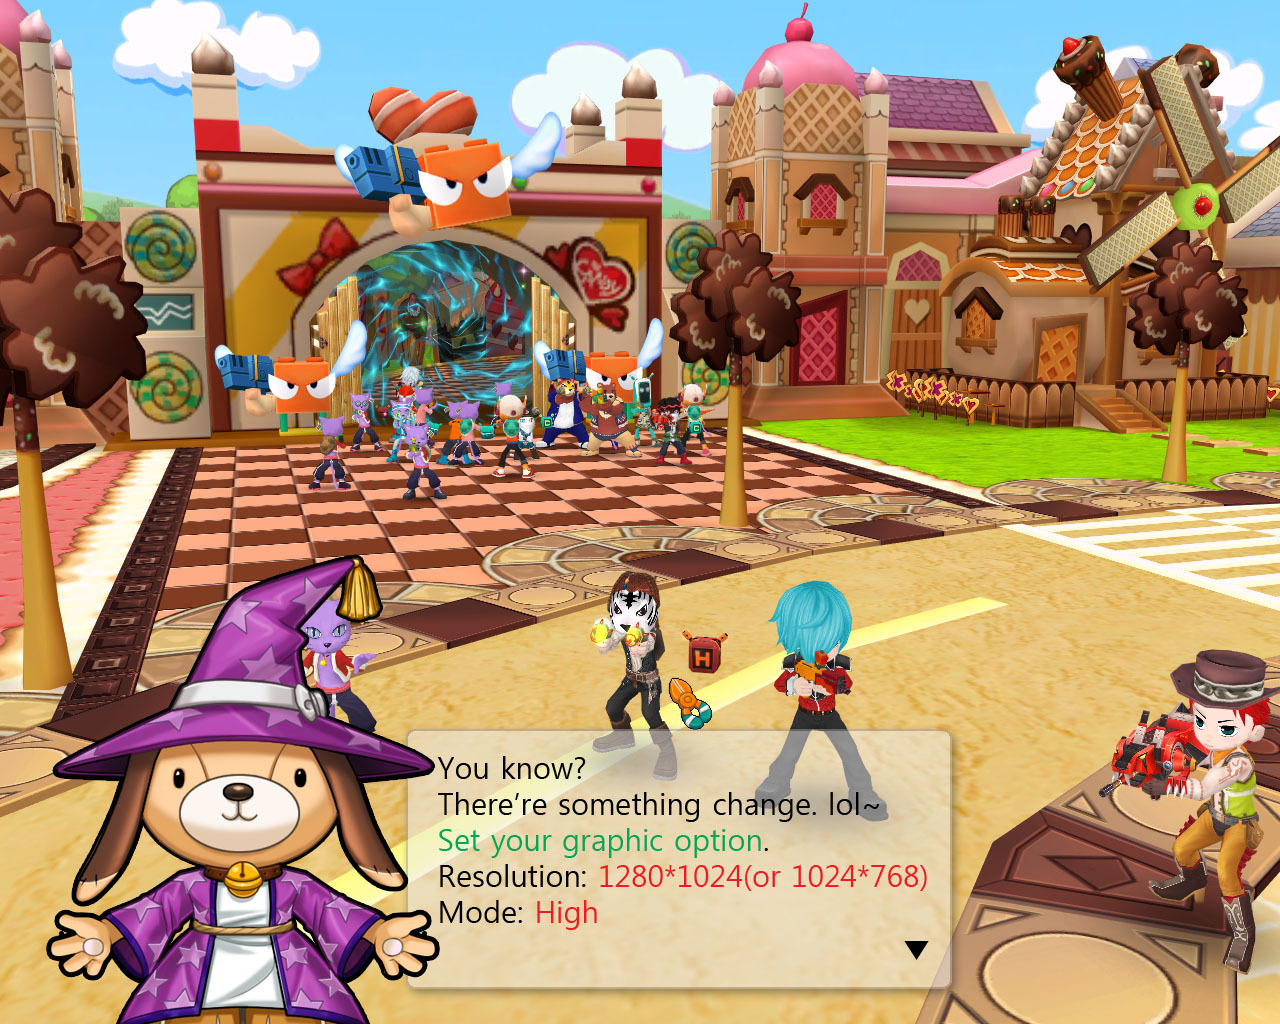 H
You know?
There're something change. lol~
Set your graphic option.
Resolution: 1280*1024(or 1024*768)
Mode: High